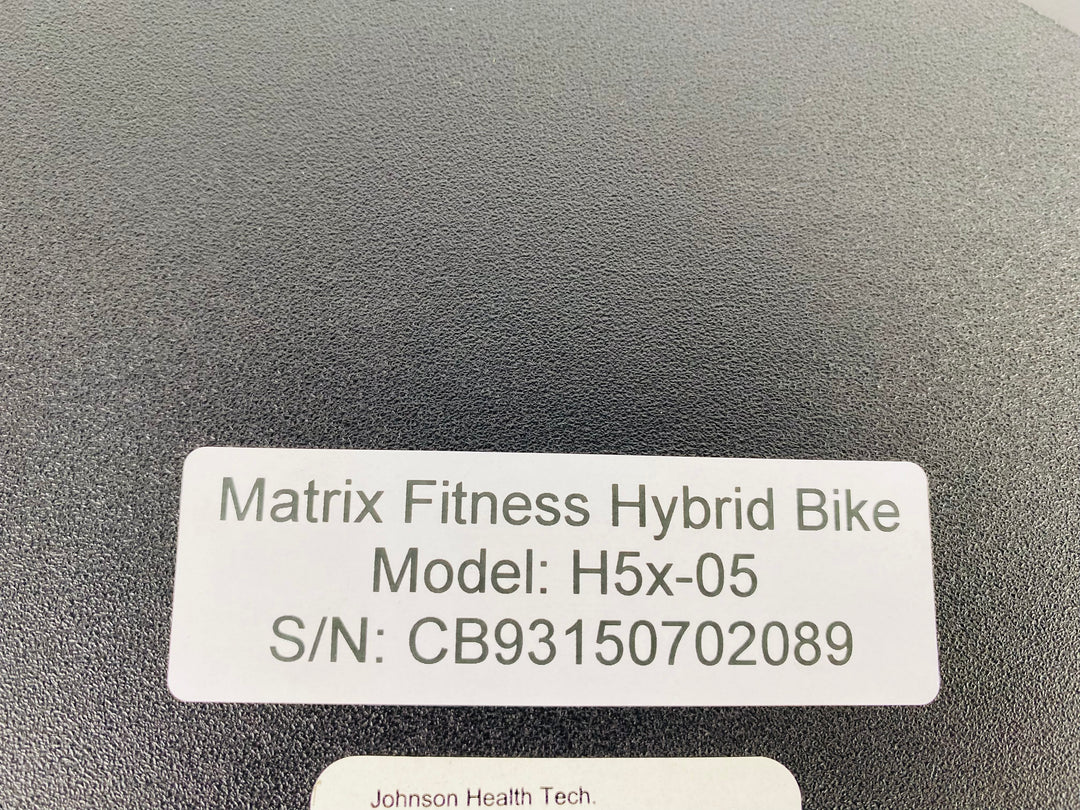 Matrix Fitness Hybrid Bike
Model: H5x-05
S/N: CB93150702089
Johnson Health Tech.